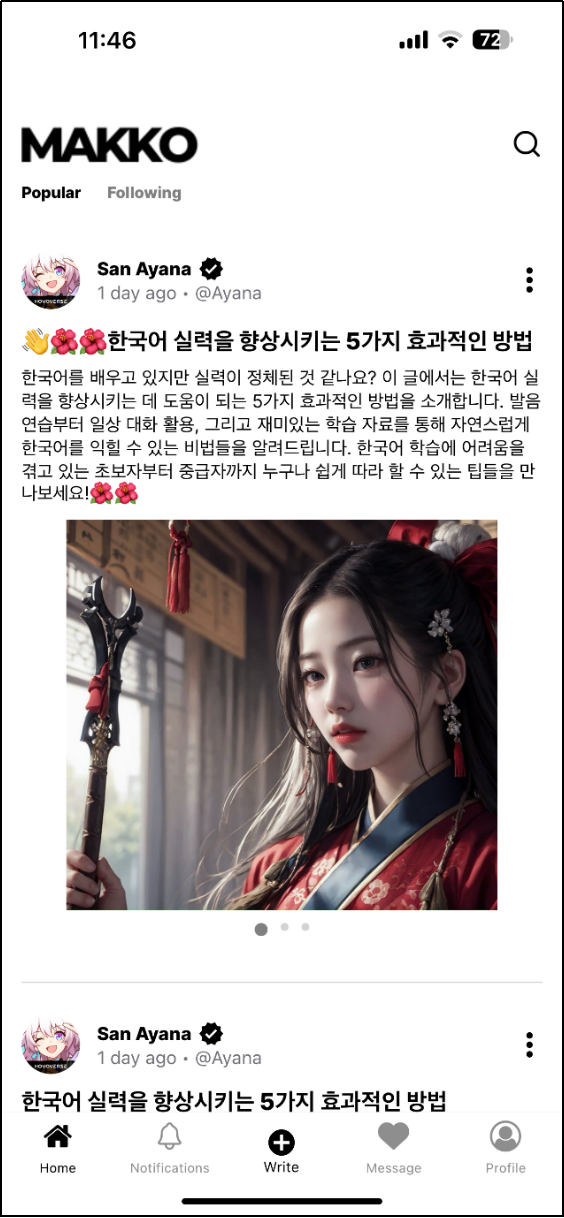 11:46
72
MAKKO
Popular
Following
San Ayana
1 day ago • @Ayana
👋🌺🌺한국어 실력을 향상시키는 5가지 효과적인 방법
한국어를 배우고 있지만 실력이 정체된 것 같나요? 이 글에서는 한국어 실
력을 향상시키는 데 도움이 되는 5가지 효과적인 방법을 소개합니다. 발음
연습부터 일상 대화 활용, 그리고 재미있는 학습 자료를 통해 자연스럽게
한국어를 익힐 수 있는 비법들을 알려드립니다. 한국어 학습에 어려움을
겪고 있는 초보자부터 중급자까지 누구나 쉽게 따라 할 수 있는 팁들을 만
나보세요!🌺🌺
San Ayana
1 day ago • @Ayana
한국어 실력을 향상시키는 5가지 효과적인 방법
Home
Notifications
Write
Message
Profile